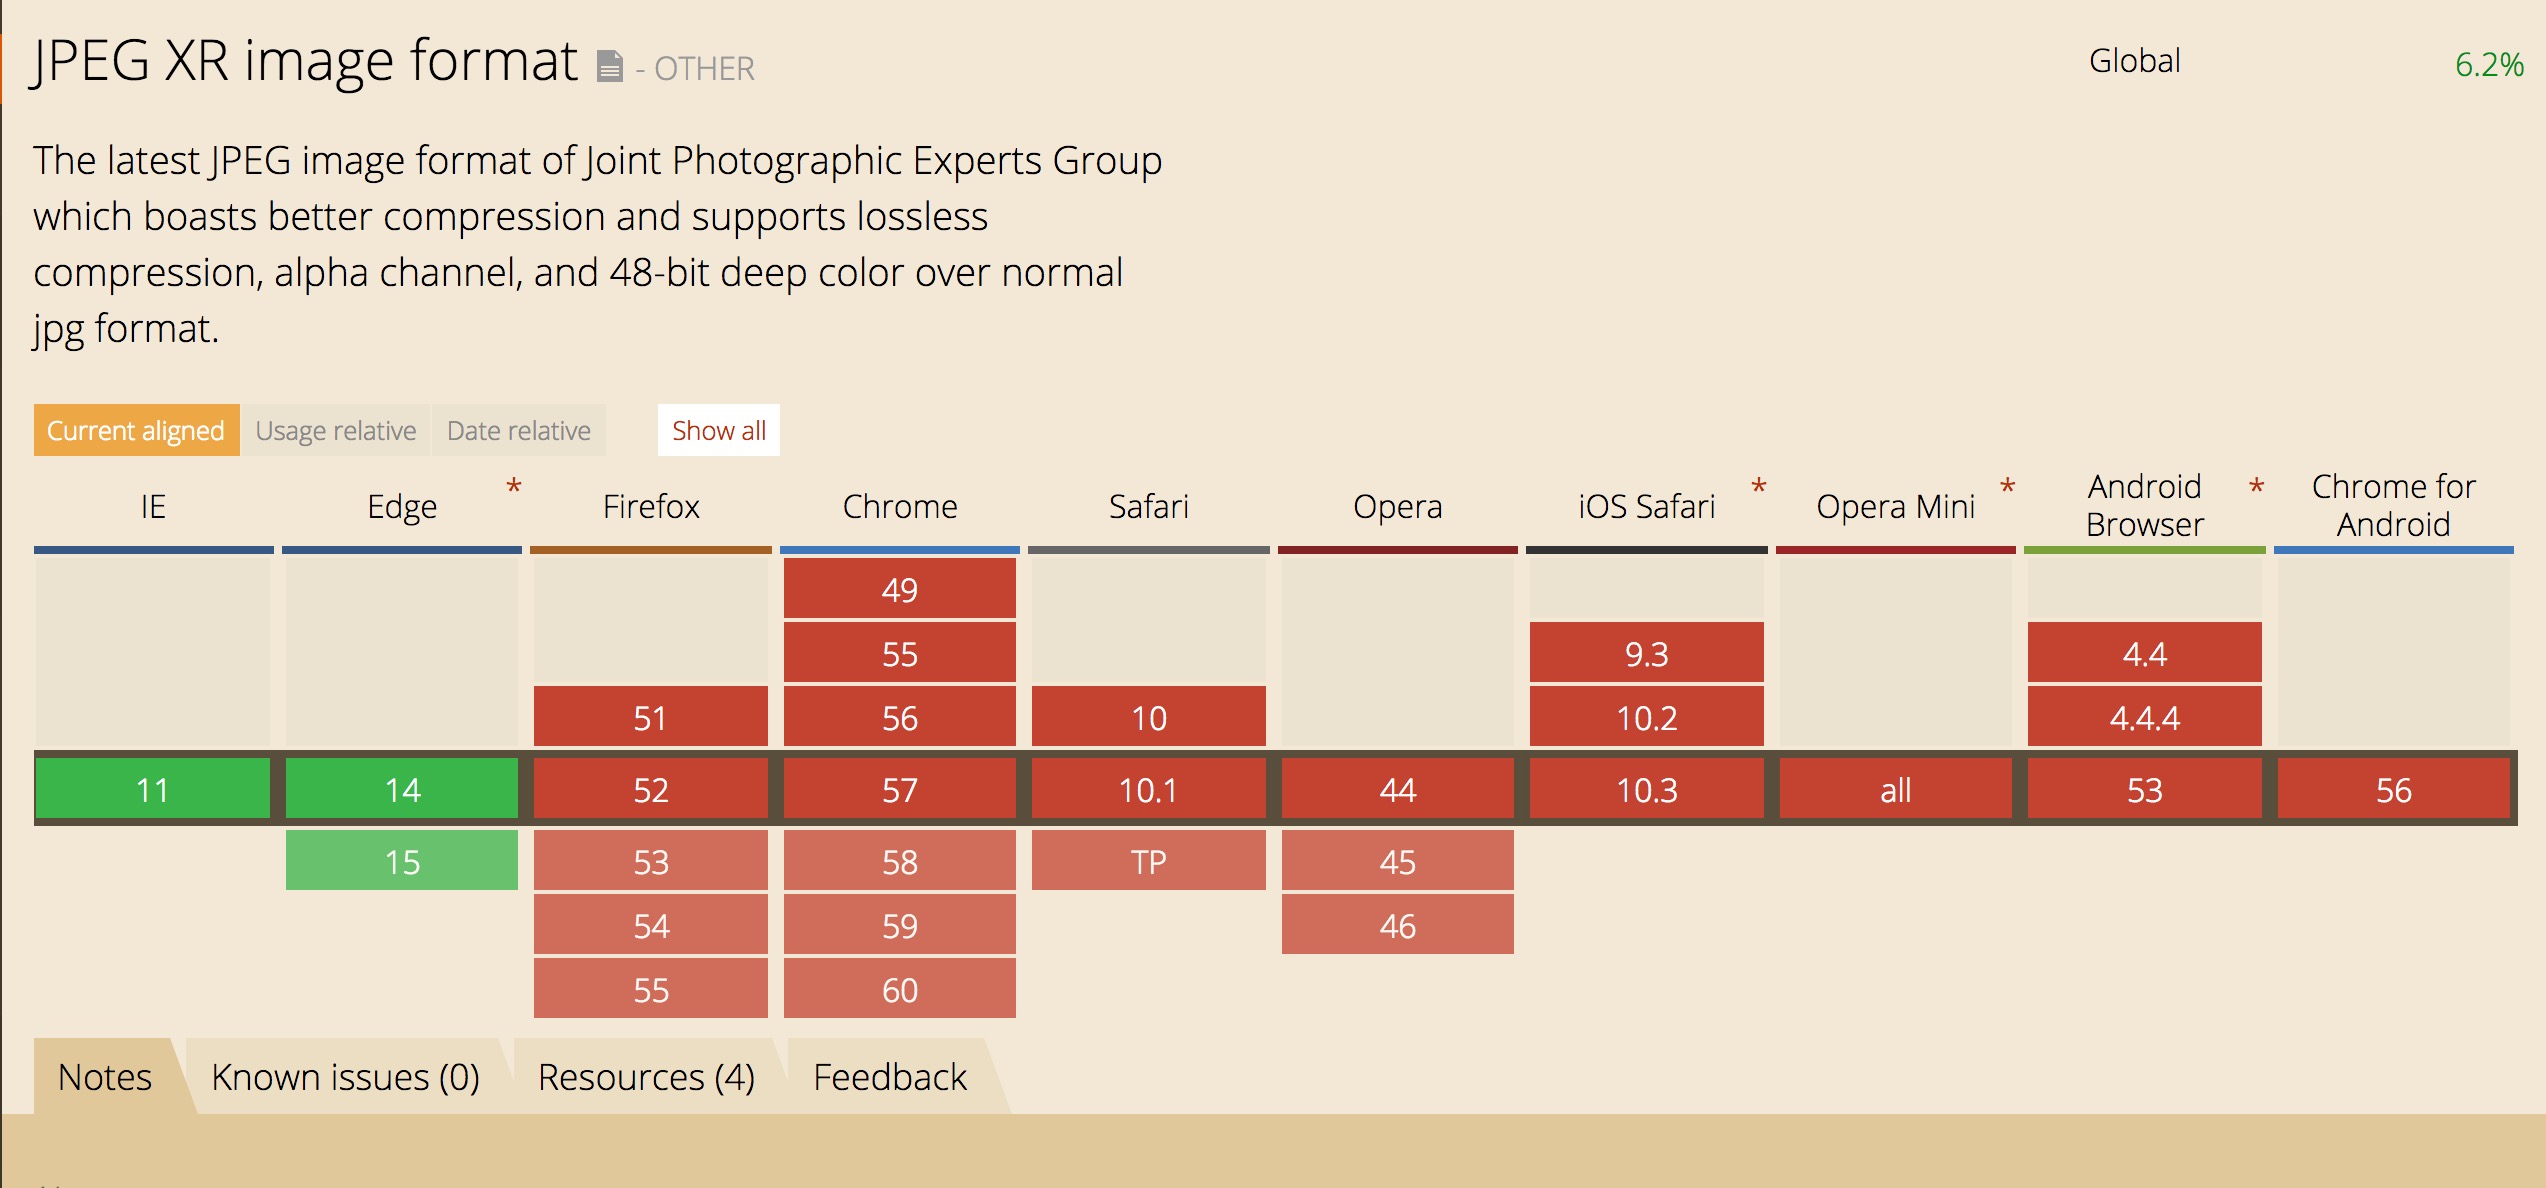 JPEG XR image format - OTHER
Global 6.2%
The latest JPEG image format of Joint Photographic Experts Group
which boasts better compression and supports lossless
compression, alpha channel, and 48-bit deep color over normal
jpg format.
Current aligned Usage relative Date relative Show all
IE Edge * Firefox Chrome Safari Opera iOS Safari * Opera Mini * Android Browser * Chrome for Android
49
55 9.3 4.4
51 56 10 10.2 4.4.4
11 14 52 57 10.1 44 10.3 all 53 56
15 53 58 TP 45
54 59 46
55 60
Notes Known issues (0) Resources (4) Feedback